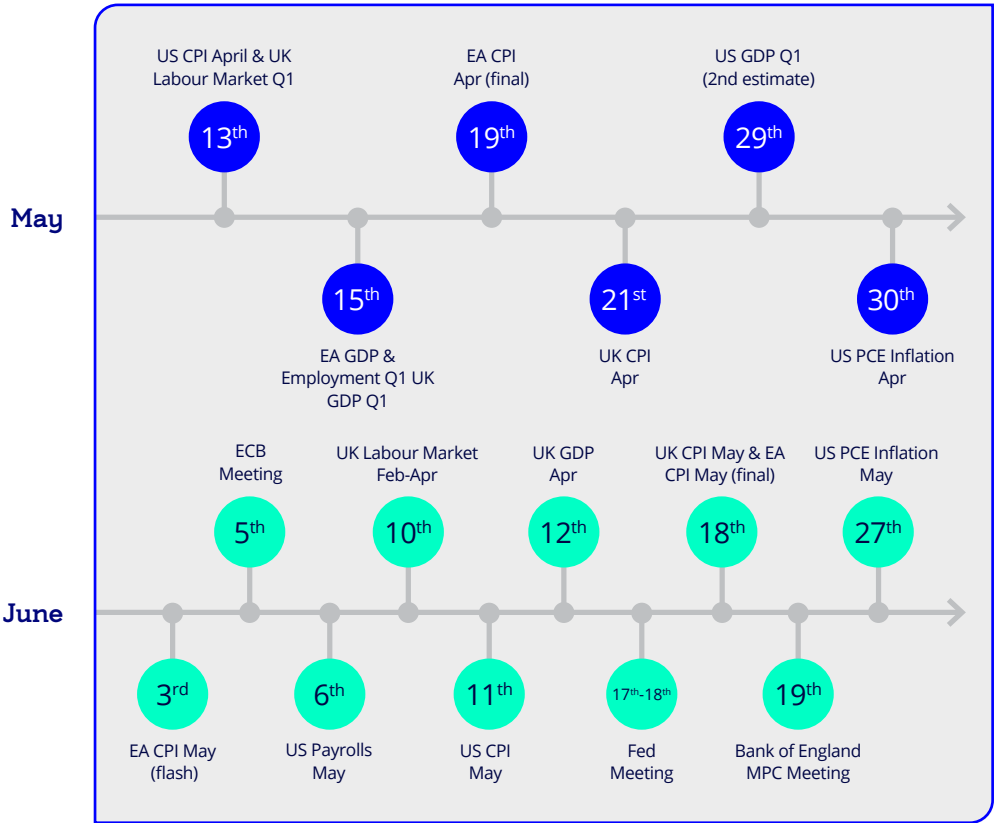 US CPI April & UK
Labour Market Q1
EA CPI
Apr (final)
US GDP Q1
(2nd estimate)
13th
19th
29th
May
15th
21st
30th
EA GDP &
Employment Q1 UK
GDP Q1
UK CPI
Apr
US PCE Inflation
Apr
ECB
Meeting
UK Labour Market
Feb-Apr
UK GDP
Apr
UK CPI May & EA
CPI May (final)
US PCE Inflation
May
5th
10th
12th
18th
27th
June
3rd
6th
11th
17th-18th
19th
EA CPI May
(flash)
US Payrolls
May
US CPI
May
Fed
Meeting
Bank of England
MPC Meeting